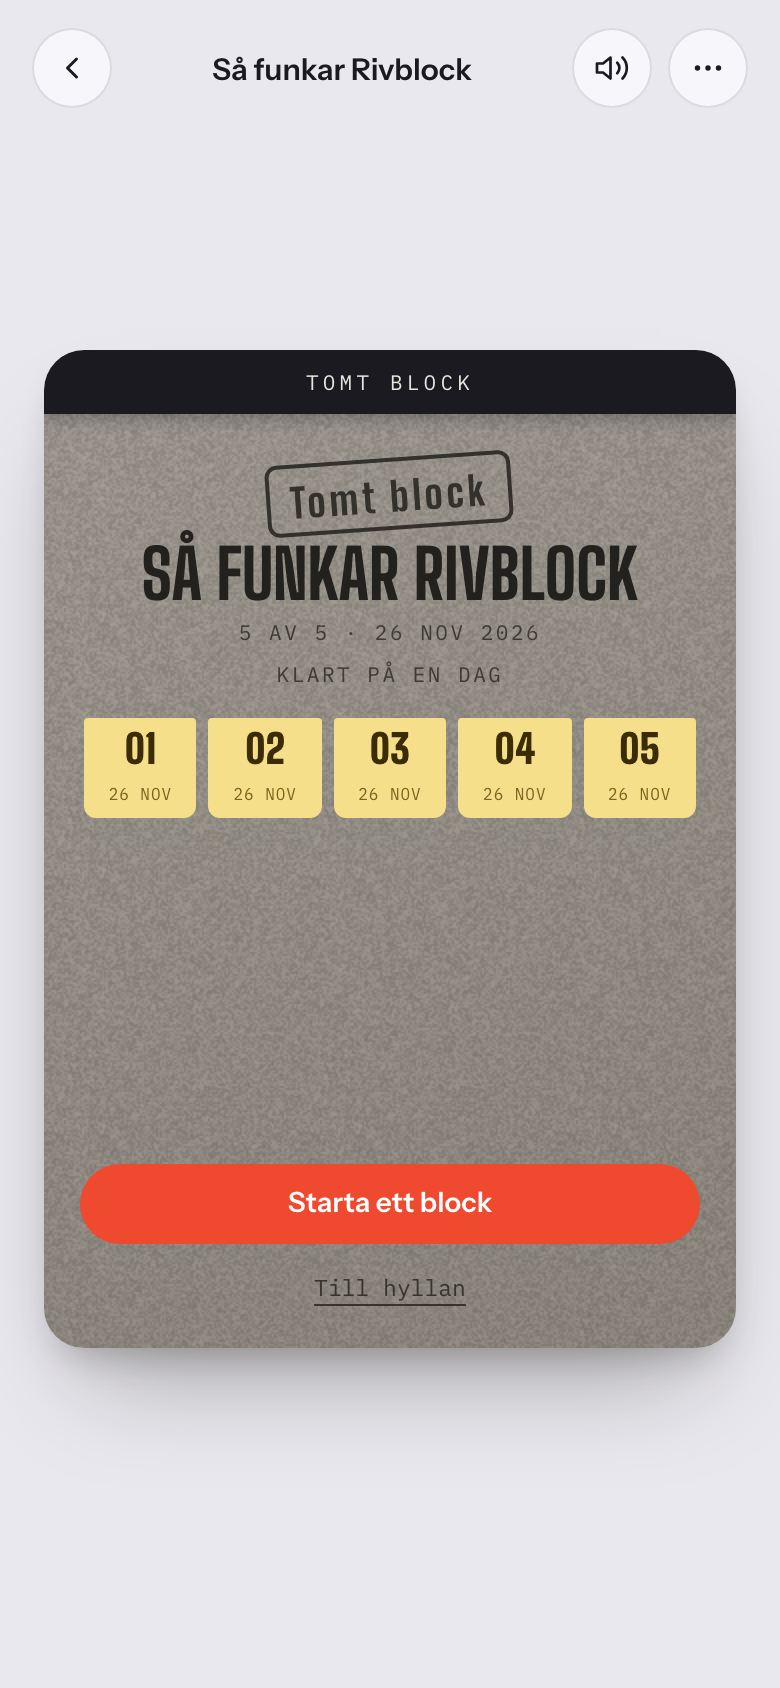 Så funkar Rivblock
TOMT BLOCK
Tomt block
SÅ FUNKAR RIVBLOCK
5 AV 5 · 26 NOV 2026
KLART PÅ EN DAG
01 02 03 04 05
26 NOV 26 NOV 26 NOV 26 NOV 26 NOV
Starta ett block
Till hyllan